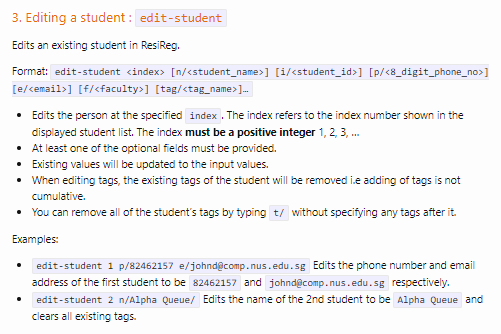 3. Editing a student : edit-student
Edits an existing student in ResiReg.
Format: edit-student <index> [n/<student_name>] [i/<student_id>] [p/<8_digit_phone_no>]
[e/<email>] [f/<faculty>] [tag/<tag_name>]…
• Edits the person at the specified index . The index refers to the index number shown in the
displayed student list. The index must be a positive integer 1, 2, 3, …
• At least one of the optional fields must be provided.
• Existing values will be updated to the input values.
• When editing tags, the existing tags of the student will be removed i.e adding of tags is not
cumulative.
• You can remove all of the student's tags by typing t/ without specifying any tags after it.
Examples:
• edit-student 1 p/82462157 e/johnd@comp.nus.edu.sg Edits the phone number and email
address of the first student to be 82462157 and johnd@comp.nus.edu.sg respectively.
• edit-student 2 n/Alpha Queue/ Edits the name of the 2nd student to be Alpha Queue and
clears all existing tags.